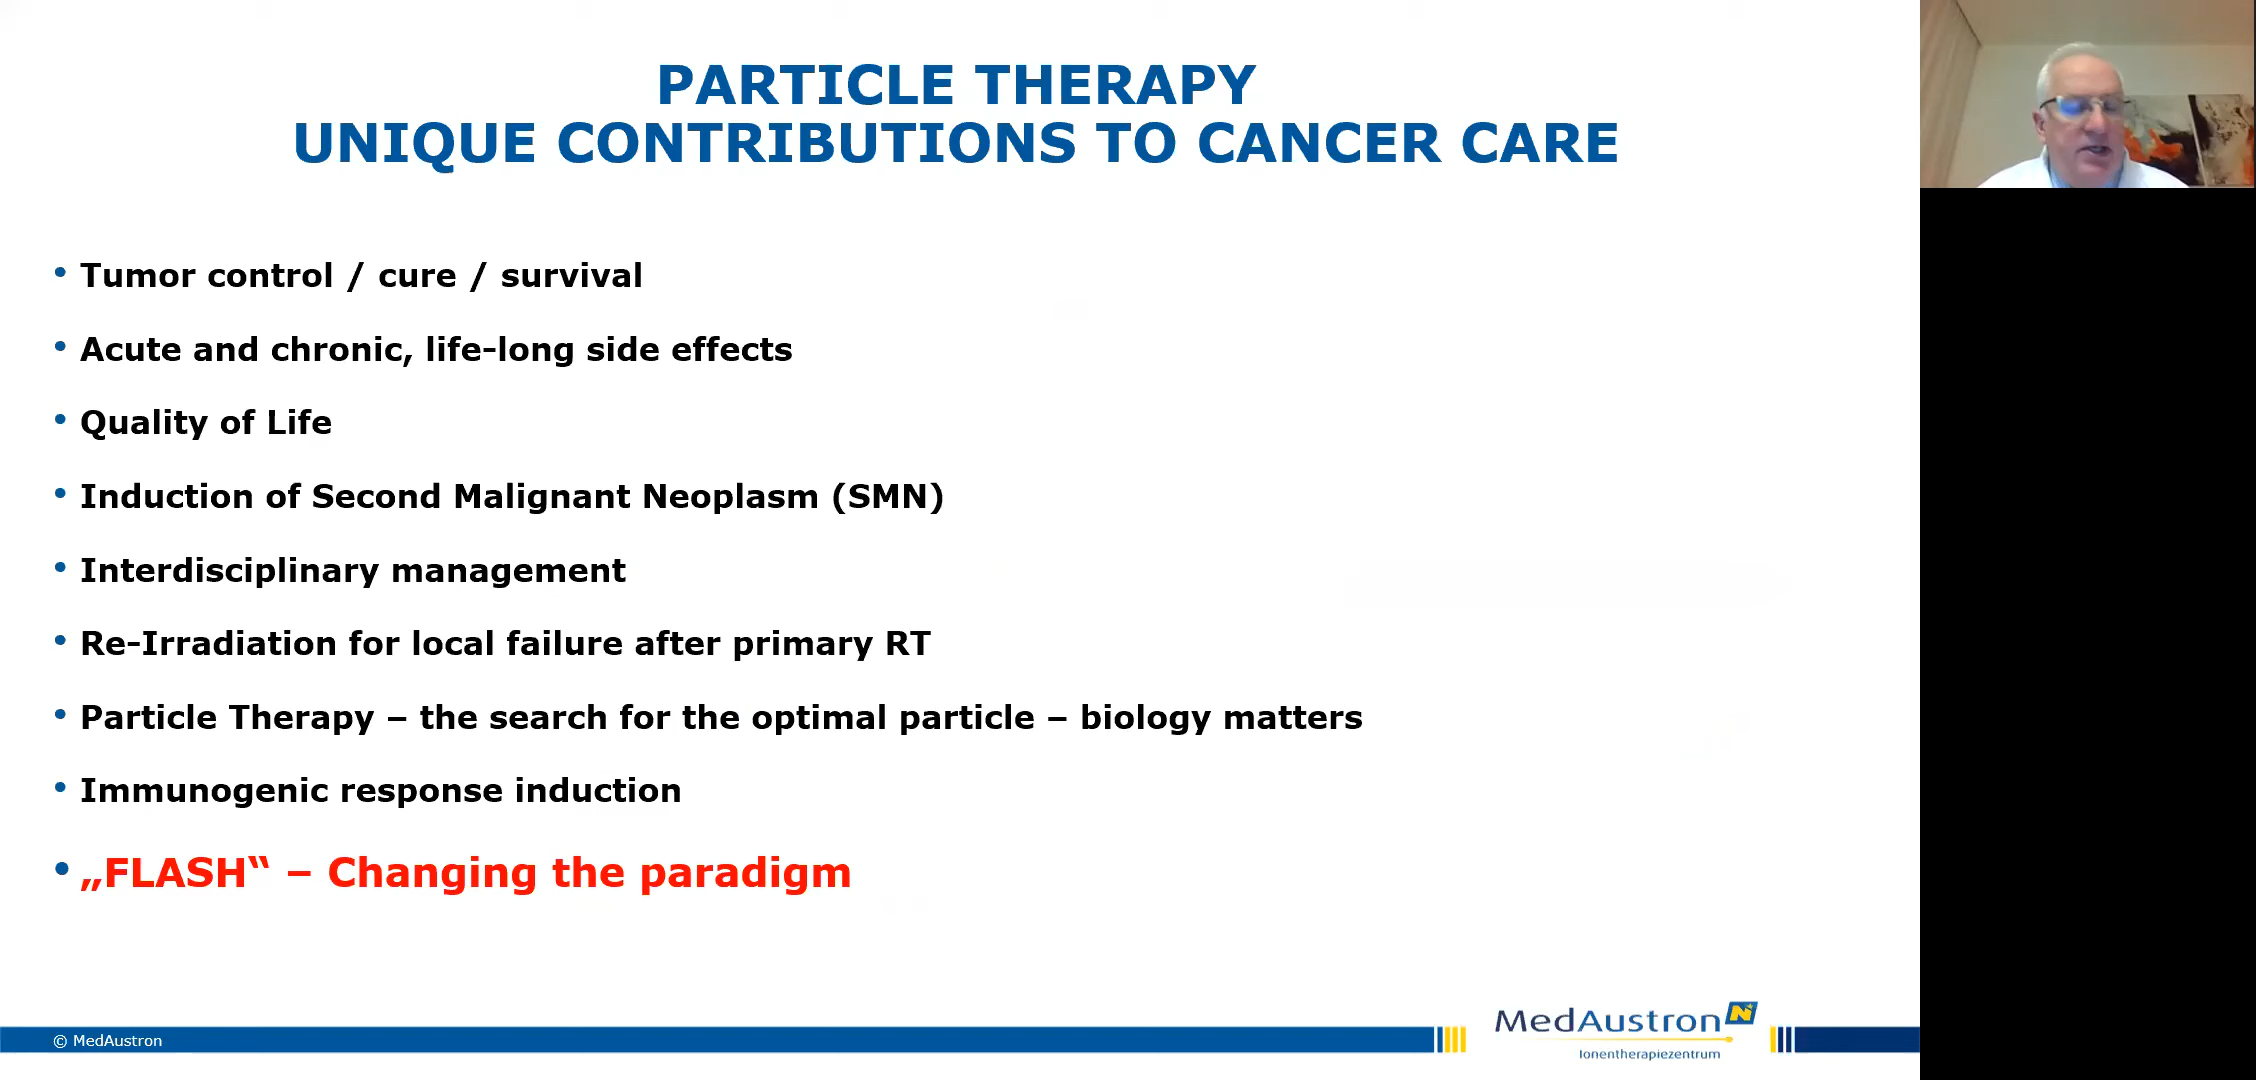 PARTICLE THERAPY
UNIQUE CONTRIBUTIONS TO CANCER CARE
• Tumor control / cure / survival
• Acute and chronic, life-long side effects
• Quality of Life
• Induction of Second Malignant Neoplasm (SMN)
• Interdisciplinary management
• Re-Irradiation for local failure after primary RT
• Particle Therapy – the search for the optimal particle – biology matters
• Immunogenic response induction
• „FLASH‟ – Changing the paradigm
© MedAustron
MedAustron N
Ionentherapiezentrum